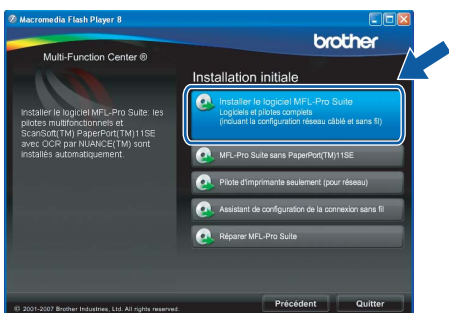 Macromedia Flash Player 8
brother
Multi-Function Center ®
Installation initiale
Installer le logiciel MFL-Pro Suite: les
pilotes multifonctionnels et
ScanSoft(TM) PaperPort(TM)11SE
avec OCR par NUANCE(TM) sont
installés automatiquement.
Installer le logiciel MFL-Pro Suite
Logiciels et pilotes complets
(incluant la configuration réseau câblé et sans fil)
MFL-Pro Suite sans PaperPort(TM)11SE
Pilote d'imprimante seulement (pour réseau)
Assistant de configuration de la connexion sans fil
Réparer MFL-Pro Suite
© 2001-2007 Brother Industries, Ltd. All rights reserved.
Précédent
Quitter